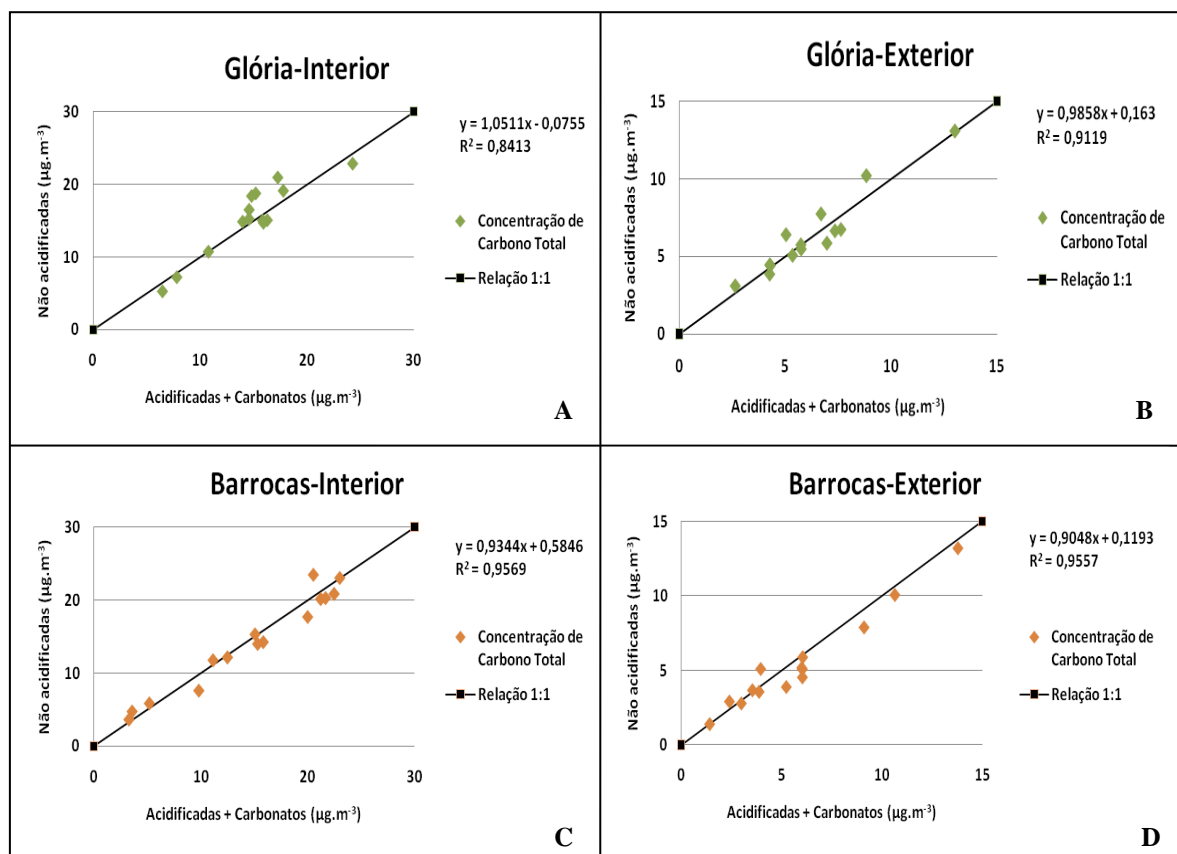 Glória-Interior
30
20
10
0
0
10
20
30
Não acidificadas (µg.m⁻³)
Acidificadas + Carbonatos (µg.m⁻³)
y = 1,0511x - 0,0755
R² = 0,8413
Concentração de
Carbono Total
Relação 1:1
A
Glória-Exterior
15
10
5
0
0
5
10
15
Não acidificadas (µg.m⁻³)
Acidificadas + Carbonatos (µg.m⁻³)
y = 0,9858x + 0,163
R² = 0,9119
Concentração de
Carbono Total
Relação 1:1
B
Barrocas-Interior
30
20
10
0
0
10
20
30
Não acidificadas (µg.m⁻³)
Acidificadas + Carbonatos (µg.m⁻³)
y = 0,9344x + 0,5846
R² = 0,9569
Concentração de
Carbono Total
Relação 1:1
C
Barrocas-Exterior
15
10
5
0
0
5
10
15
Não acidificadas (µg.m⁻³)
Acidificadas + Carbonatos (µg.m⁻³)
y = 0,9048x + 0,1193
R² = 0,9557
Concentração de
Carbono Total
Relação 1:1
D